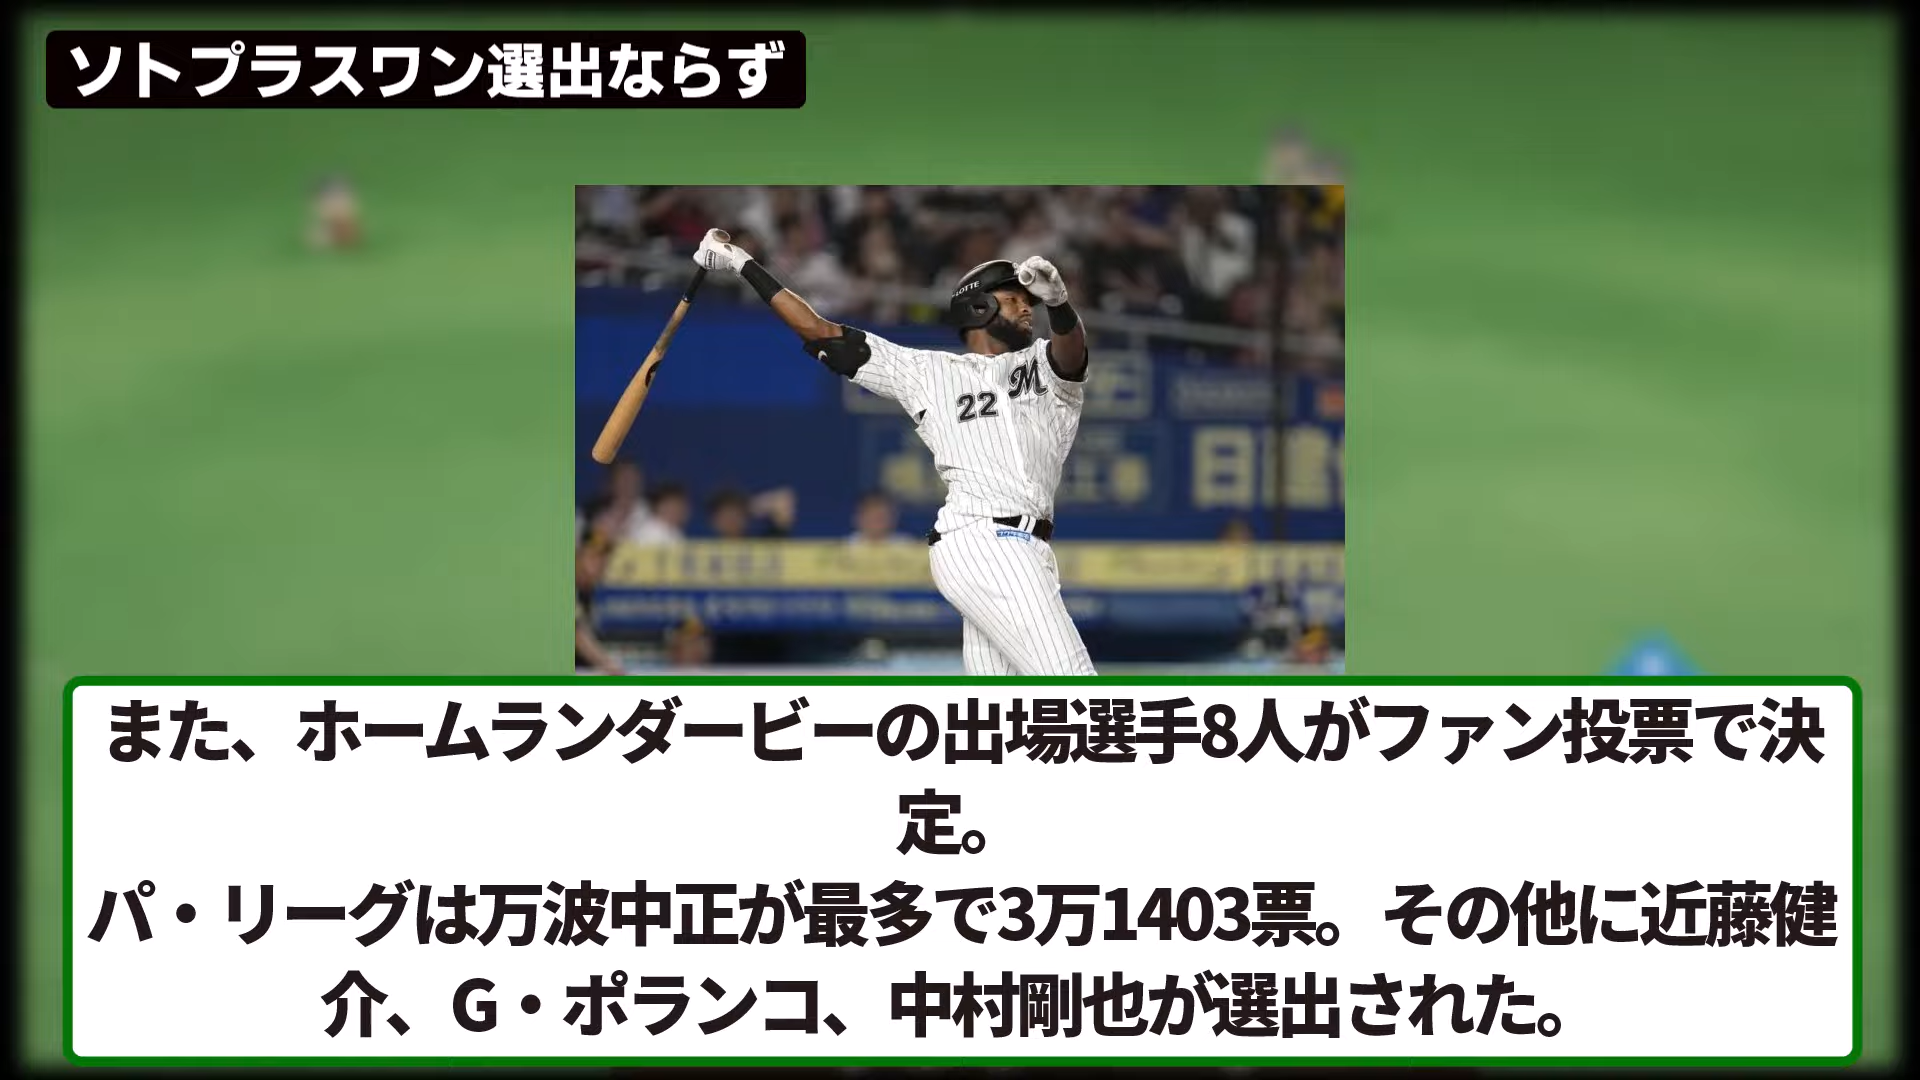 ソトプラスワン選出ならず
LOTTE
M
22
日建
また、ホームランダービーの出場選手8人がファン投票で決
定。
パ・リーグは万波中正が最多で3万1403票。その他に近藤健
介、G・ポランコ、中村剛也が選出された。